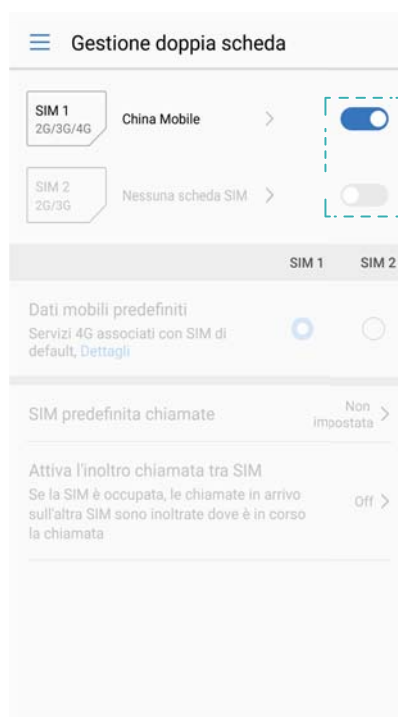 Gestione doppia scheda
SIM 1
2G/3G/4G
China Mobile
SIM 2
2G/3G
Nessuna scheda SIM
SIM 1 SIM 2
Dati mobili predefiniti
Servizi 4G associati con SIM di
default, Dettagli
SIM predefinita chiamate
Non
impostata
Attiva l'inoltro chiamata tra SIM
Se la SIM è occupata, le chiamate in arrivo
sull'altra SIM sono inoltrate dove è in corso
la chiamata
Off